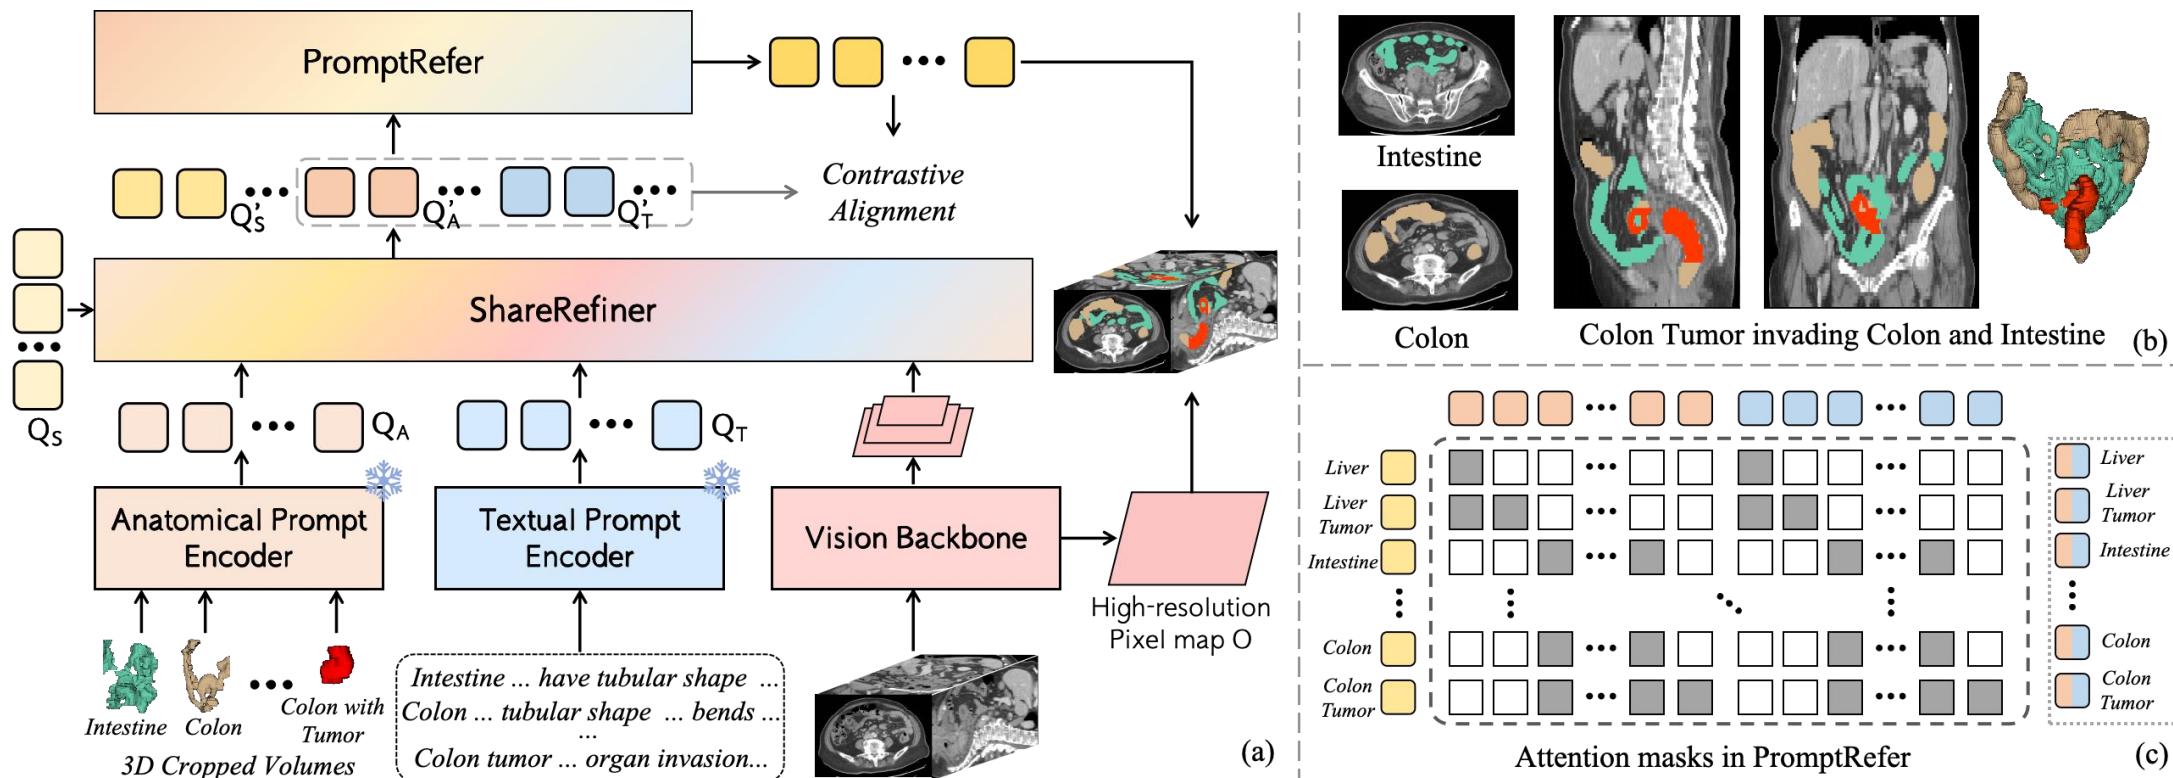 PromptRefer
Contrastive
Alignment
Q'S
Q'A
Q'T
ShareRefiner
QS
QA
QT
Anatomical Prompt
Encoder
Textual Prompt
Encoder
Vision Backbone
High-resolution
Pixel map O
Intestine
Colon
Colon with
Tumor
3D Cropped Volumes
Intestine ... have tubular shape ...
Colon ... tubular shape ... bends ...
...
Colon tumor ... organ invasion...
(a)
Intestine
Colon
Colon Tumor invading Colon and Intestine
(b)
Liver
Liver
Tumor
Intestine
Colon
Colon
Tumor
Liver
Liver
Tumor
Intestine
Colon
Colon
Tumor
Attention masks in PromptRefer
(c)